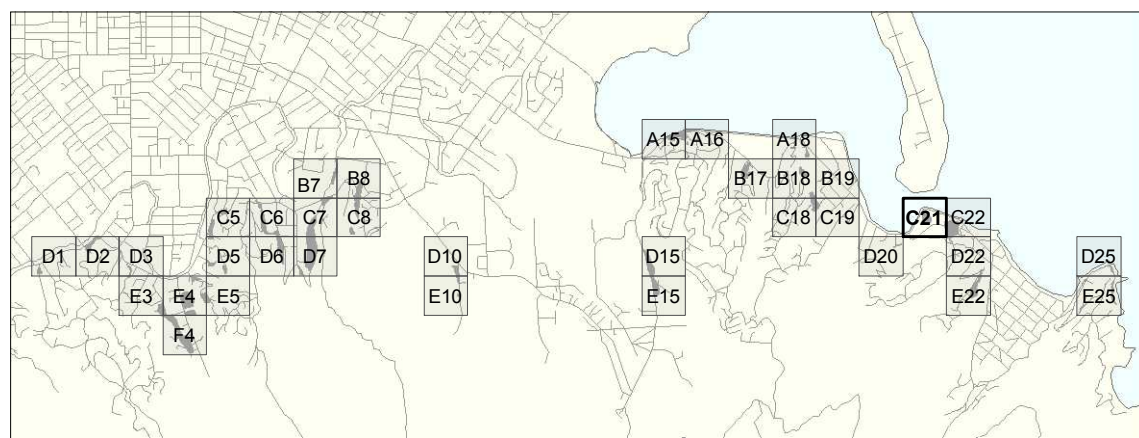 A15 A16 A18
B7 B8 B17 B18 B19
C5 C6 C7 C8 C18 C19 C21 C22
D1 D2 D3 D5 D6 D7 D10 D15 D20 D22 D25
E3 E4 E5 E10 E15 E22 E25
F4